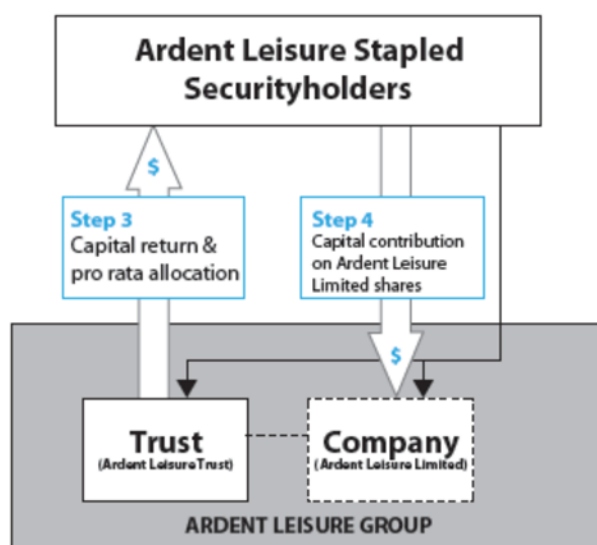 Ardent Leisure Stapled
Securityholders
$
Step 3
Capital return &
pro rata allocation
Step 4
Capital contribution
on Ardent Leisure
Limited shares
$
Trust
(Ardent Leisure Trust)
Company
(Ardent Leisure Limited)
ARDENT LEISURE GROUP